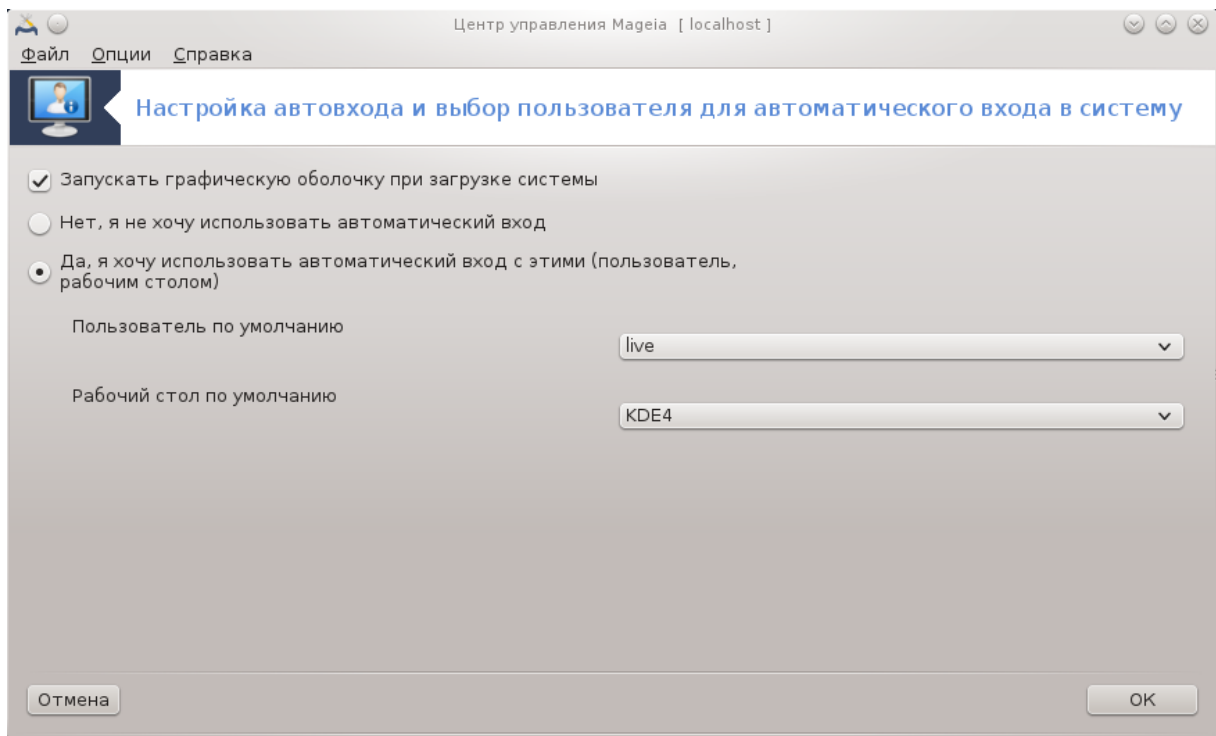 Центр управления Mageia [ localhost ]
Файл Опции Справка
Настройка автовхода и выбор пользователя для автоматического входа в систему
Запускать графическую оболочку при загрузке системы
Нет, я не хочу использовать автоматический вход
Да, я хочу использовать автоматический вход с этими (пользователь,
рабочим столом)
Пользователь по умолчанию
live
Рабочий стол по умолчанию
KDE4
Отмена
OK